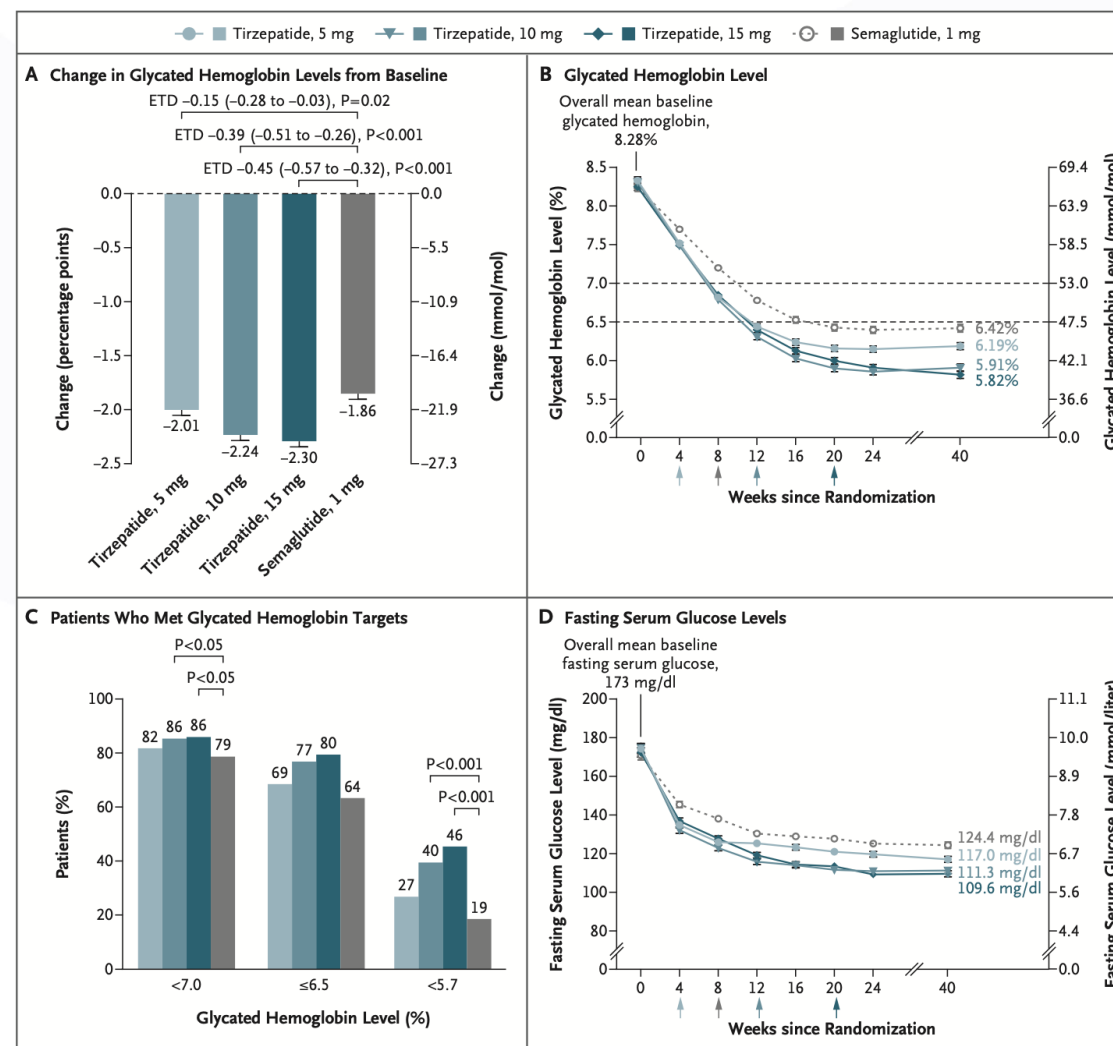 Tirzepatide, 5 mg Tirzepatide, 10 mg Tirzepatide, 15 mg Semaglutide, 1 mg
A Change in Glycated Hemoglobin Levels from Baseline
ETD –0.15 (–0.28 to –0.03), P=0.02
ETD –0.39 (–0.51 to –0.26), P<0.001
ETD –0.45 (–0.57 to –0.32), P<0.001
Change (percentage points)
0.0
–0.5
–1.0
–1.5
–2.0
–2.5
–2.01
–2.24
–2.30
–1.86
0.0
–5.5
–10.9
–16.4
–21.9
–27.3
Change (mmol/mol)
Tirzepatide, 5 mg
Tirzepatide, 10 mg
Tirzepatide, 15 mg
Semaglutide, 1 mg
B Glycated Hemoglobin Level
Overall mean baseline
glycated hemoglobin,
8.28%
Glycated Hemoglobin Level (%)
8.5
8.0
7.5
7.0
6.5
6.0
5.5
0.0
6.42%
6.19%
5.91%
5.82%
69.4
63.9
58.5
53.0
47.5
42.1
36.6
0.0
Glycated Hemoglobin Level (mmol/mol)
0 4 8 12 16 20 24 40
Weeks since Randomization
C Patients Who Met Glycated Hemoglobin Targets
P<0.05
P<0.05
P<0.001
P<0.001
Patients (%)
100
80
60
40
20
0
82 86 86 79
69 77 80 64
27 40 46 19
<7.0 ≤6.5 <5.7
Glycated Hemoglobin Level (%)
D Fasting Serum Glucose Levels
Overall mean baseline
fasting serum glucose,
173 mg/dl
Fasting Serum Glucose Level (mg/dl)
200
180
160
140
120
100
80
0
124.4 mg/dl
117.0 mg/dl
111.3 mg/dl
109.6 mg/dl
11.1
10.0
8.9
7.8
6.7
5.6
4.4
0.0
Fasting Serum Glucose Level (mmol/liter)
0 4 8 12 16 20 24 40
Weeks since Randomization